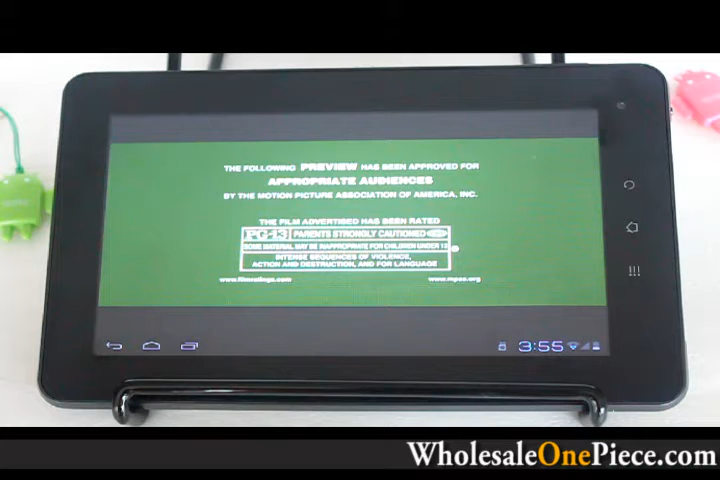 THE FOLLOWING PREVIEW HAS BEEN APPROVED FOR
APPROPRIATE AUDIENCES
BY THE MOTION PICTURE ASSOCIATION OF AMERICA, INC.
THE FILM ADVERTISED HAS BEEN RATED
PG-13 PARENTS STRONGLY CAUTIONED
SOME MATERIAL MAY BE INAPPROPRIATE FOR CHILDREN UNDER 13
INTENSE SEQUENCES OF VIOLENCE,
ACTION AND DESTRUCTION, AND FOR LANGUAGE
www.filmratings.com www.mpaa.org
3:55
WholesaleOnePiece.com